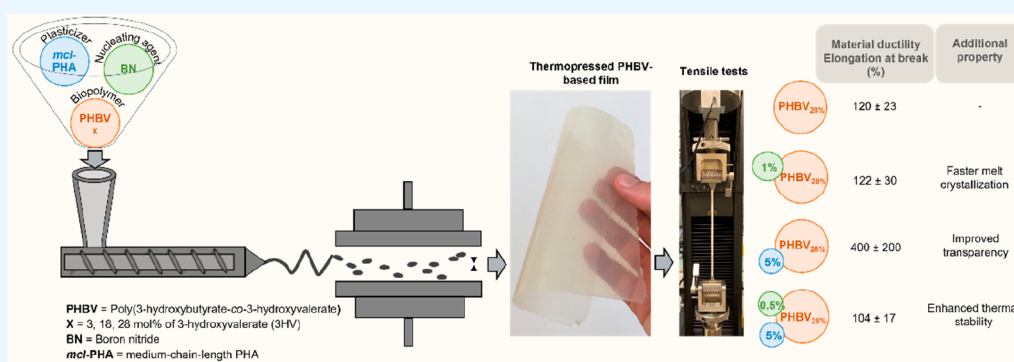 Plasticizer
mcl-
PHA
Nucleating agent
BN
Biopolymer
PHBV
x
PHBV = Poly(3-hydroxybutyrate-co-3-hydroxyvalerate)
X = 3, 18, 28 mol% of 3-hydroxyvalerate (3HV)
BN = Boron nitride
mcl-PHA = medium-chain-length PHA
Thermopressed PHBV-
based film
Tensile tests
Material ductility
Elongation at break
(%)
Additional
property
PHBV28%
120 ± 23
-
1%
PHBV28%
122 ± 30
Faster melt
crystallization
PHBV28%
5%
400 ± 200
Improved
transparency
0.5%
PHBV28%
5%
104 ± 17
Enhanced therma
stability